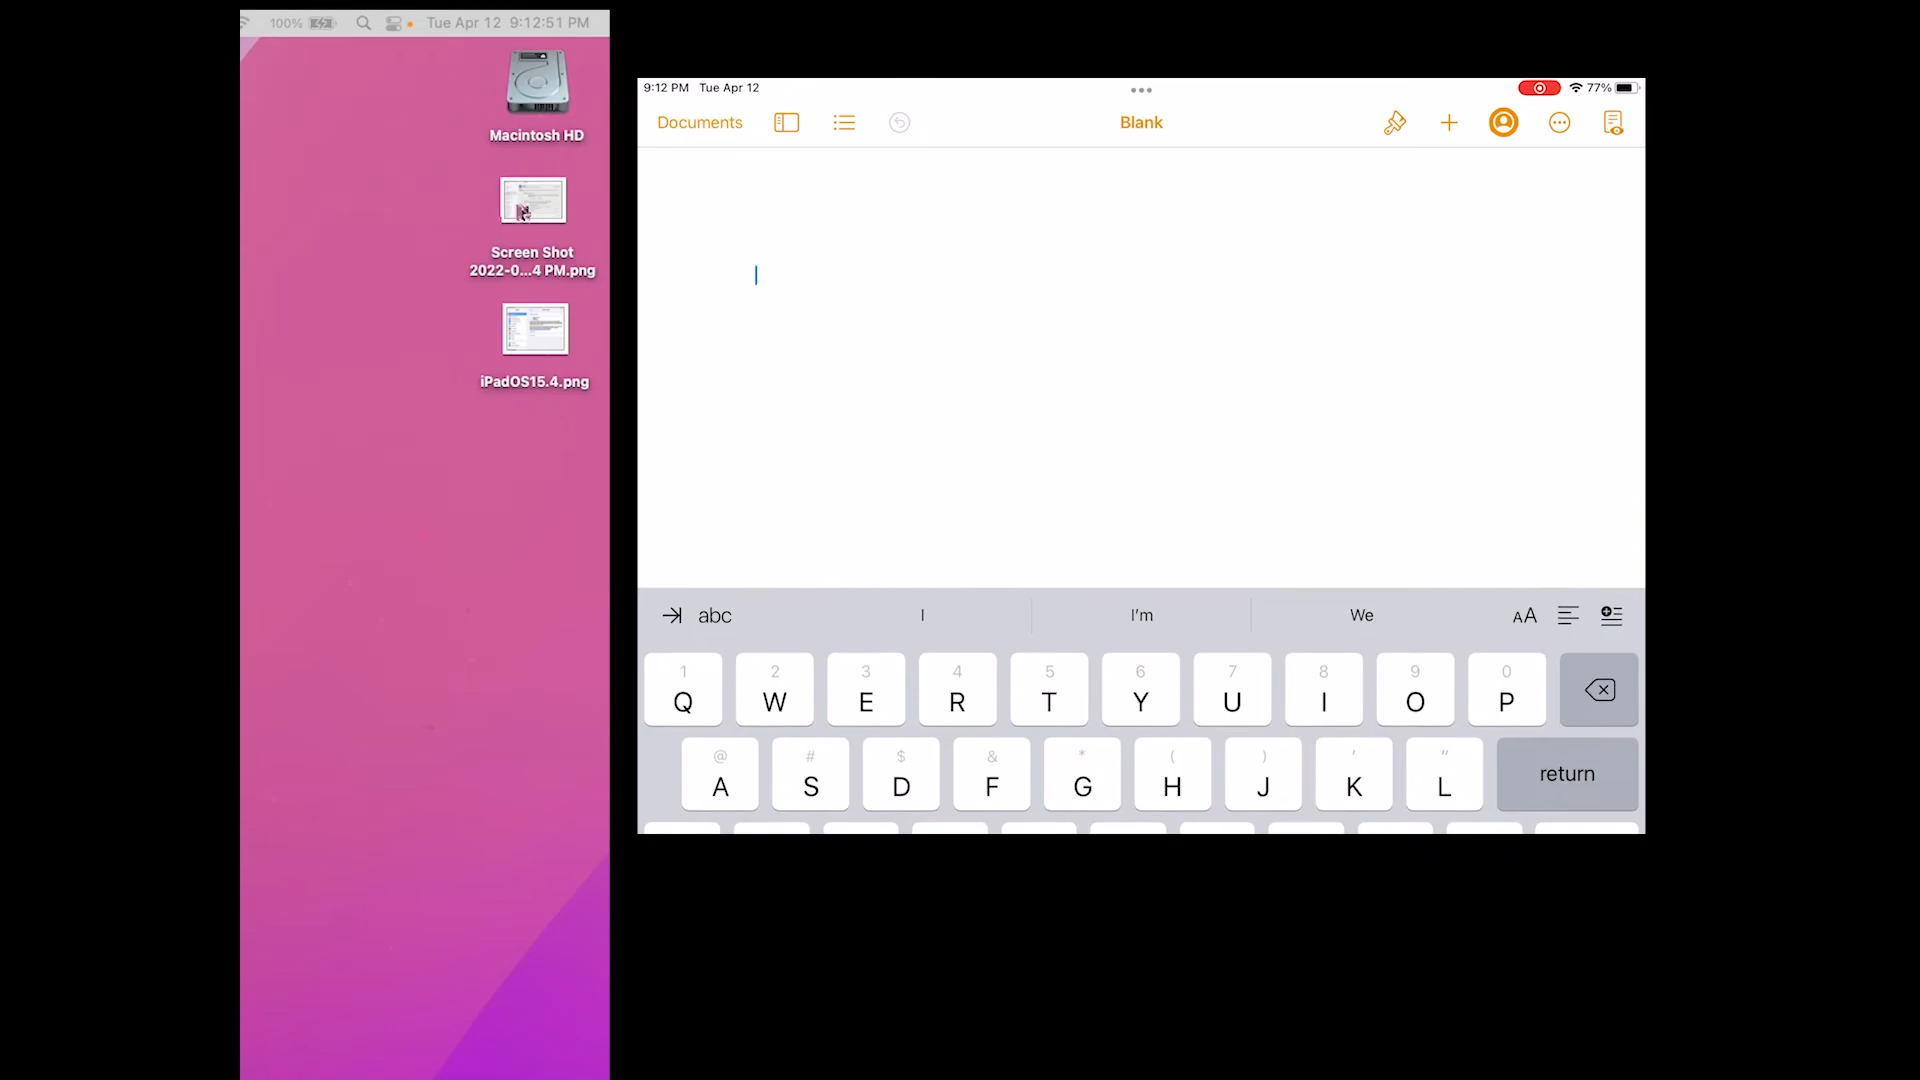 100% Tue Apr 12 9:12:51 PM
Macintosh HD
Screen Shot
2022-0...4 PM.png
iPadOS15.4.png
9:12 PM Tue Apr 12
77%
Documents
Blank
abc
I
I'm
We
AA
1 2 3 4 5 6 7 8 9 0
Q W E R T Y U I O P
@ # $ & * ( ) ' "
A S D F G H J K L
return